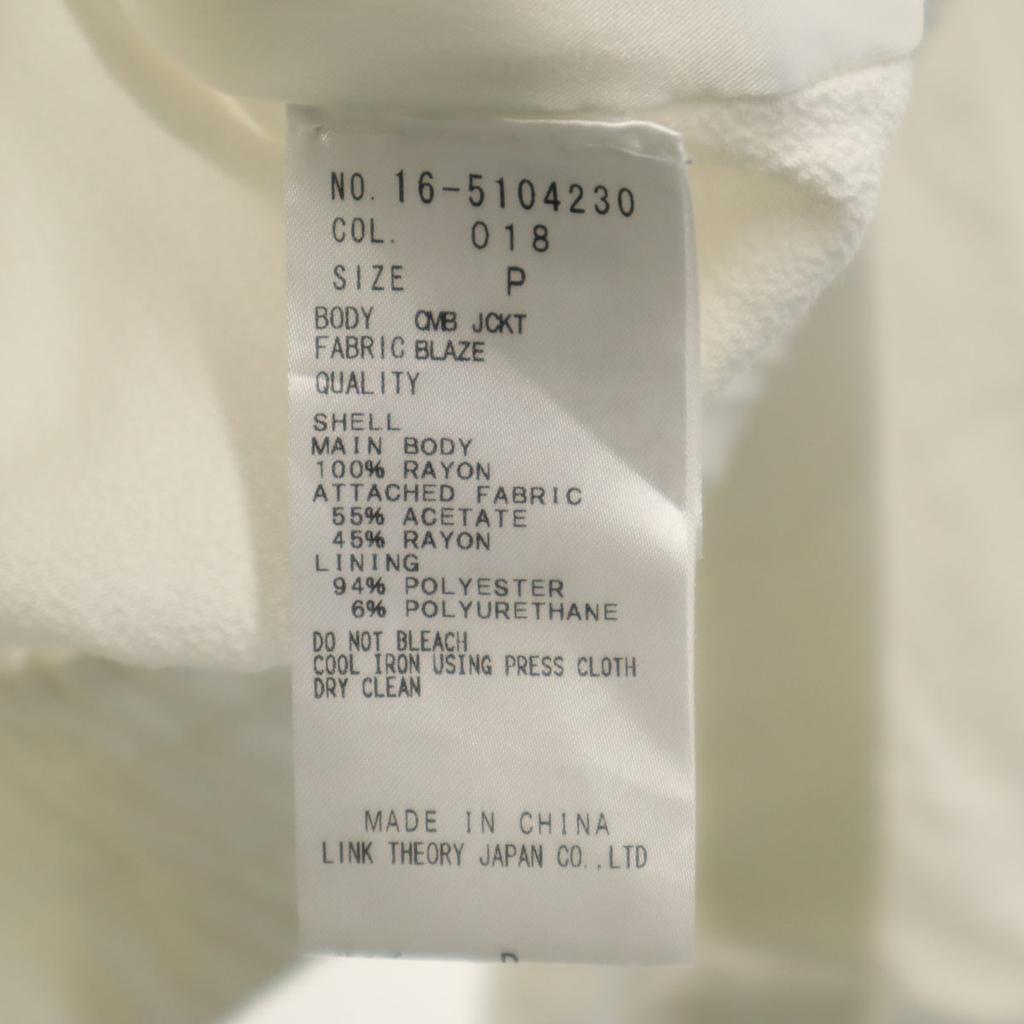 NO. 16-5104230
COL. 018
SIZE P
BODY CMB JCKT
FABRIC BLAZE
QUALITY
SHELL
MAIN BODY
100% RAYON
ATTACHED FABRIC
55% ACETATE
45% RAYON
LINING
94% POLYESTER
6% POLYURETHANE
DO NOT BLEACH
COOL IRON USING PRESS CLOTH
DRY CLEAN
MADE IN CHINA
LINK THEORY JAPAN CO.,LTD